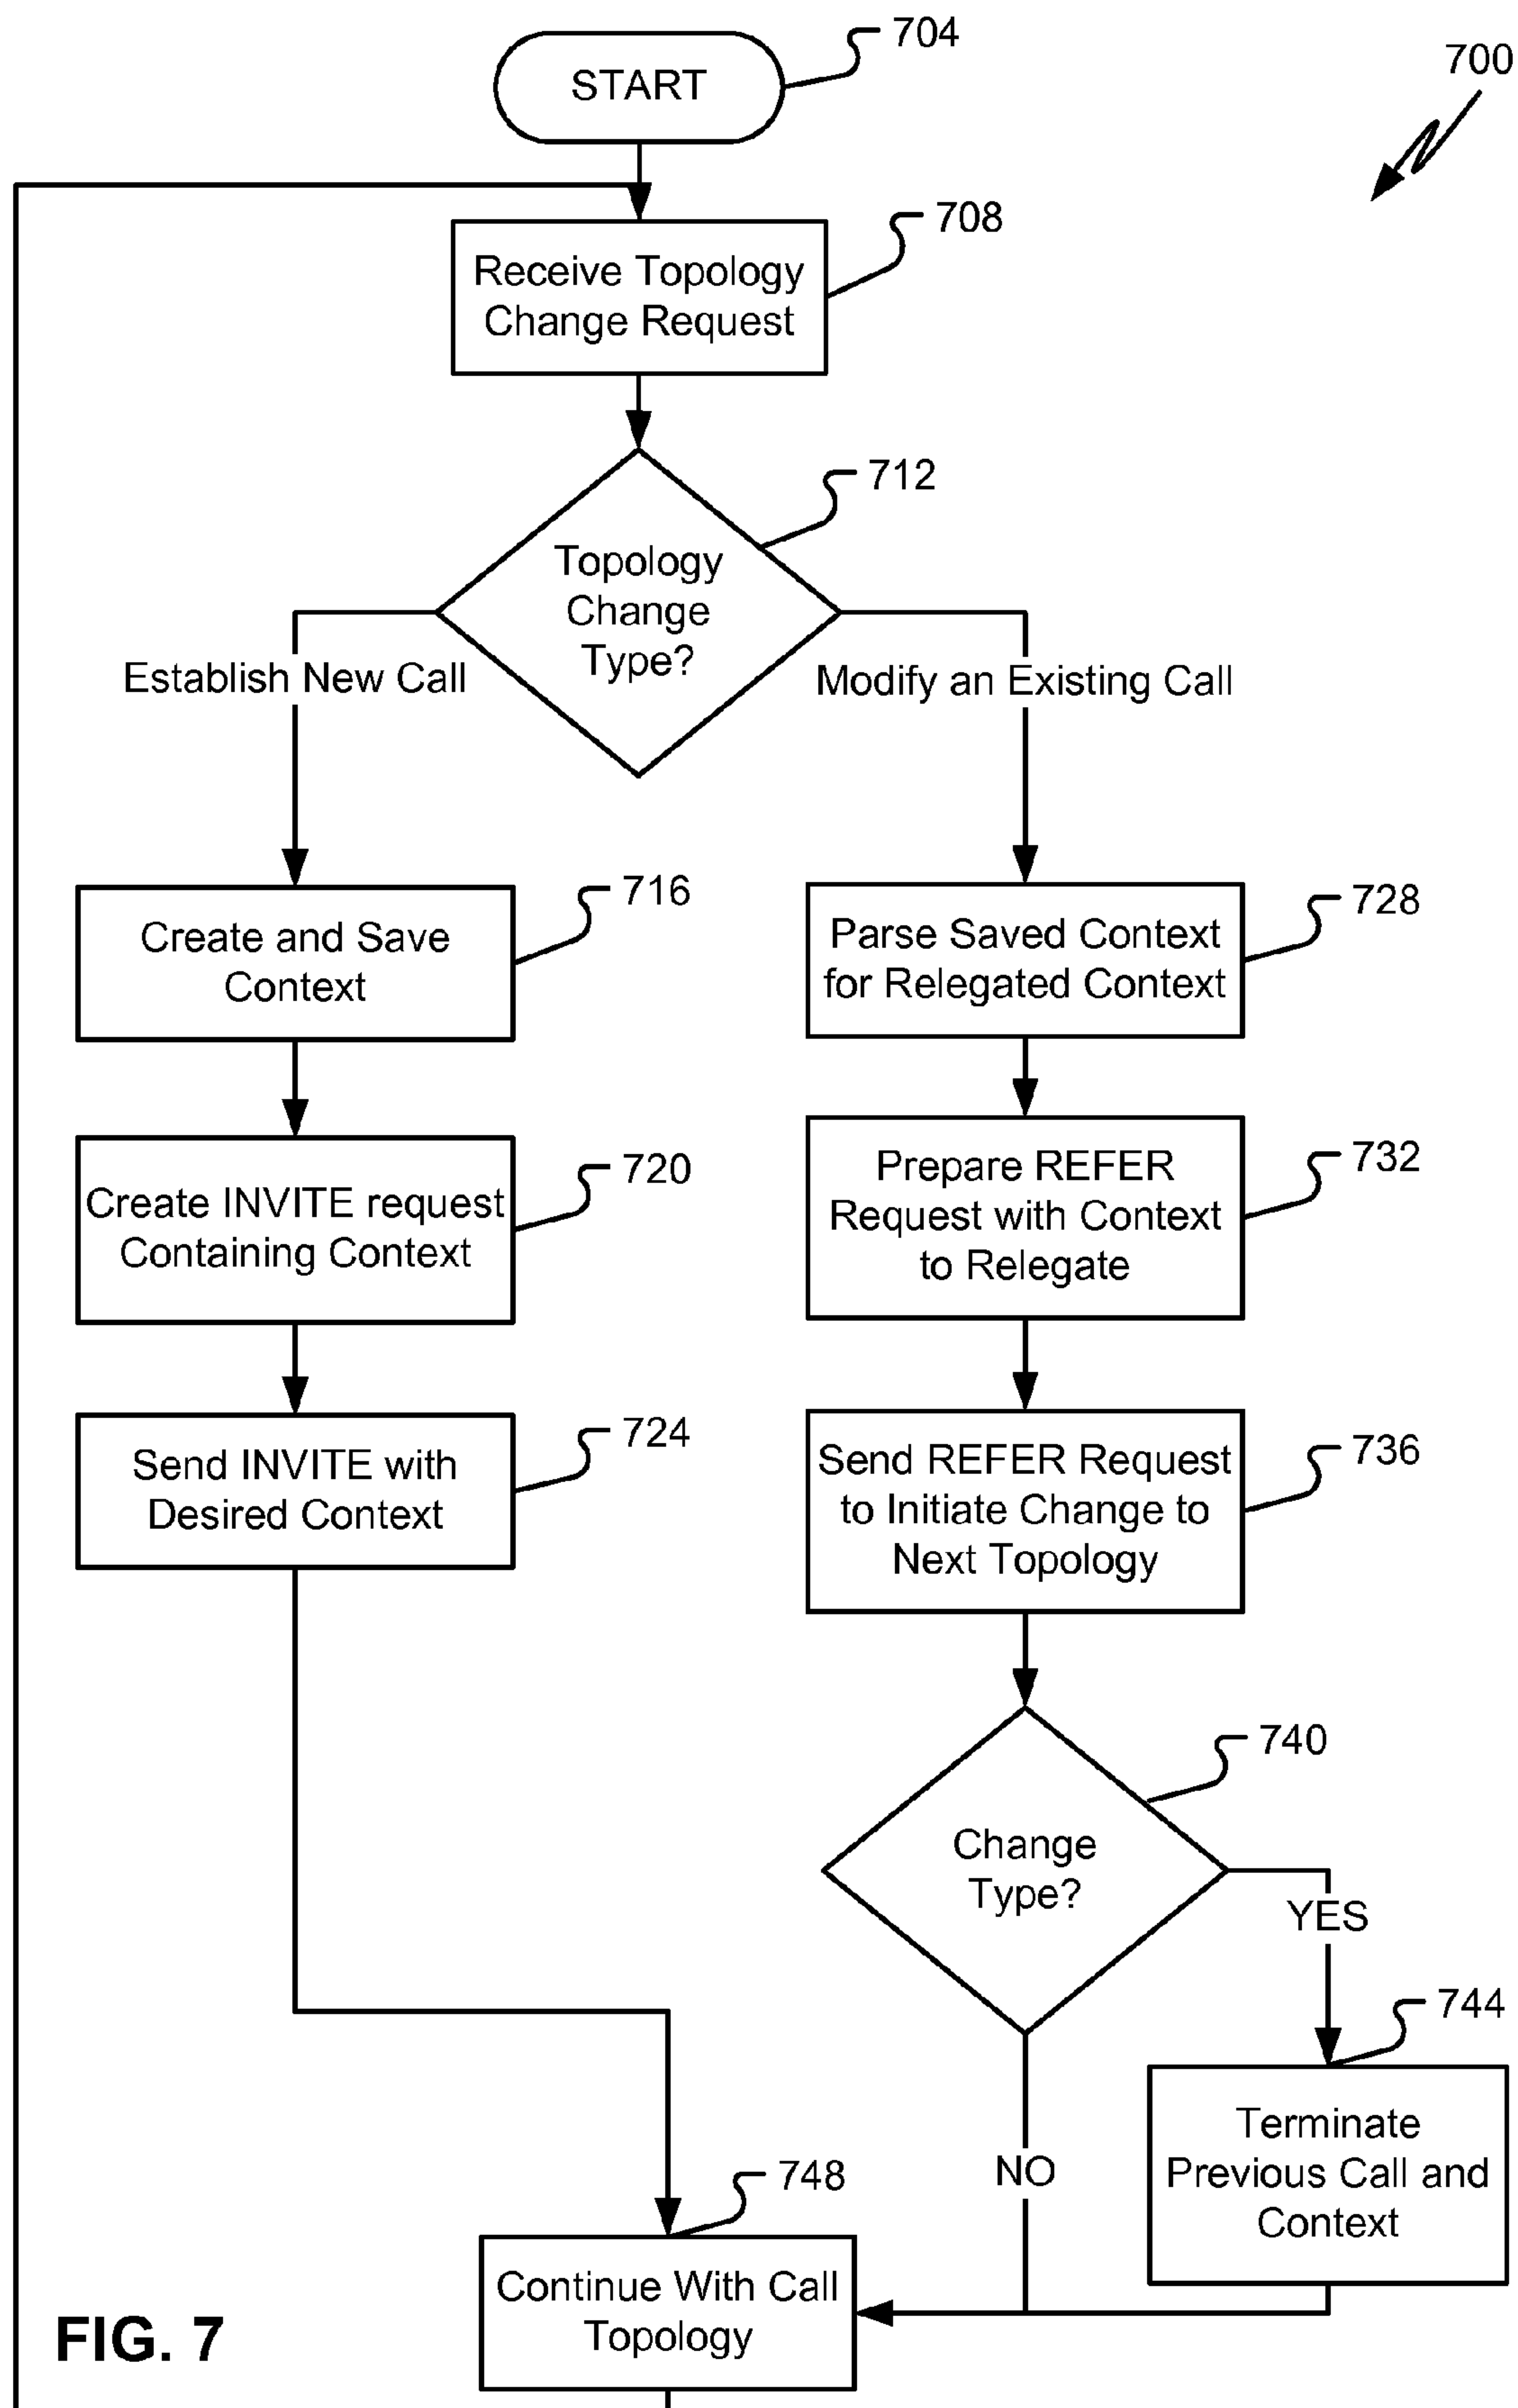 704
START
700
708
Receive Topology
Change Request
712
Topology
Change
Type?
Establish New Call
Modify an Existing Call
716
Create and Save
Context
728
Parse Saved Context
for Relegated Context
720
Create INVITE request
Containing Context
732
Prepare REFER
Request with Context
to Relegate
724
Send INVITE with
Desired Context
736
Send REFER Request
to Initiate Change to
Next Topology
740
Change
Type?
YES
744
Terminate
Previous Call and
Context
NO
748
Continue With Call
Topology
FIG. 7